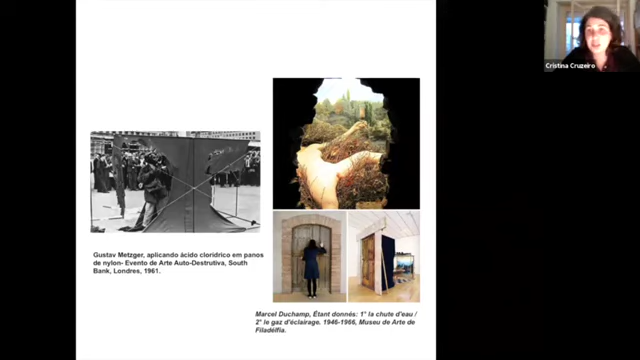 Cristina Cruzeiro
Gustav Metzger, aplicando ácido clorídrico em panos
de nylon- Evento de Arte Auto-Destrutiva, South
Bank, Londres, 1961.
Marcel Duchamp, Étant donnés: 1° la chute d'eau /
2° le gaz d'éclairage. 1946-1966, Museu de Arte de
Filadélfia.